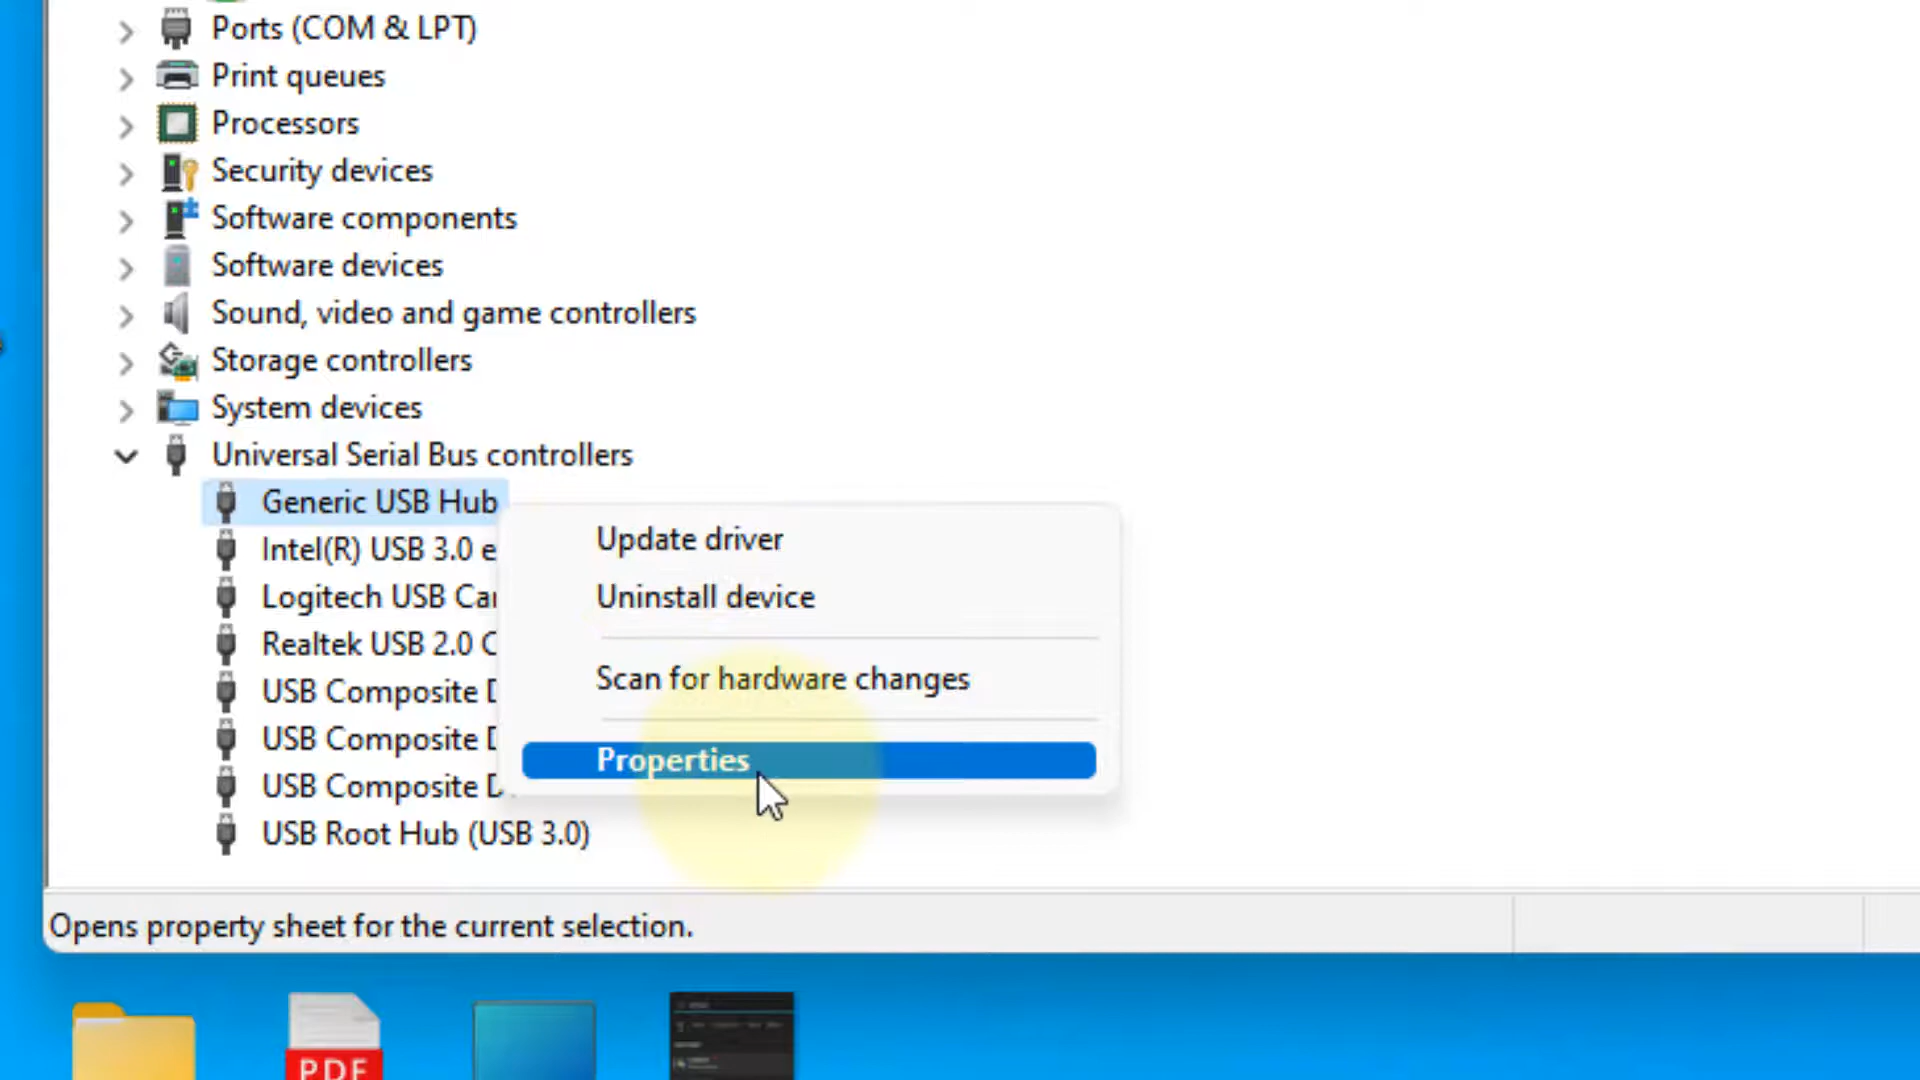 Ports (COM & LPT)
Print queues
Processors
Security devices
Software components
Software devices
Sound, video and game controllers
Storage controllers
System devices
Universal Serial Bus controllers
Generic USB Hub
Update driver
Intel(R) USB 3.0 e
Uninstall device
Logitech USB Car
Realtek USB 2.0 C
Scan for hardware changes
USB Composite D
USB Composite D
Properties
USB Composite D
USB Root Hub (USB 3.0)
Opens property sheet for the current selection.
PDF